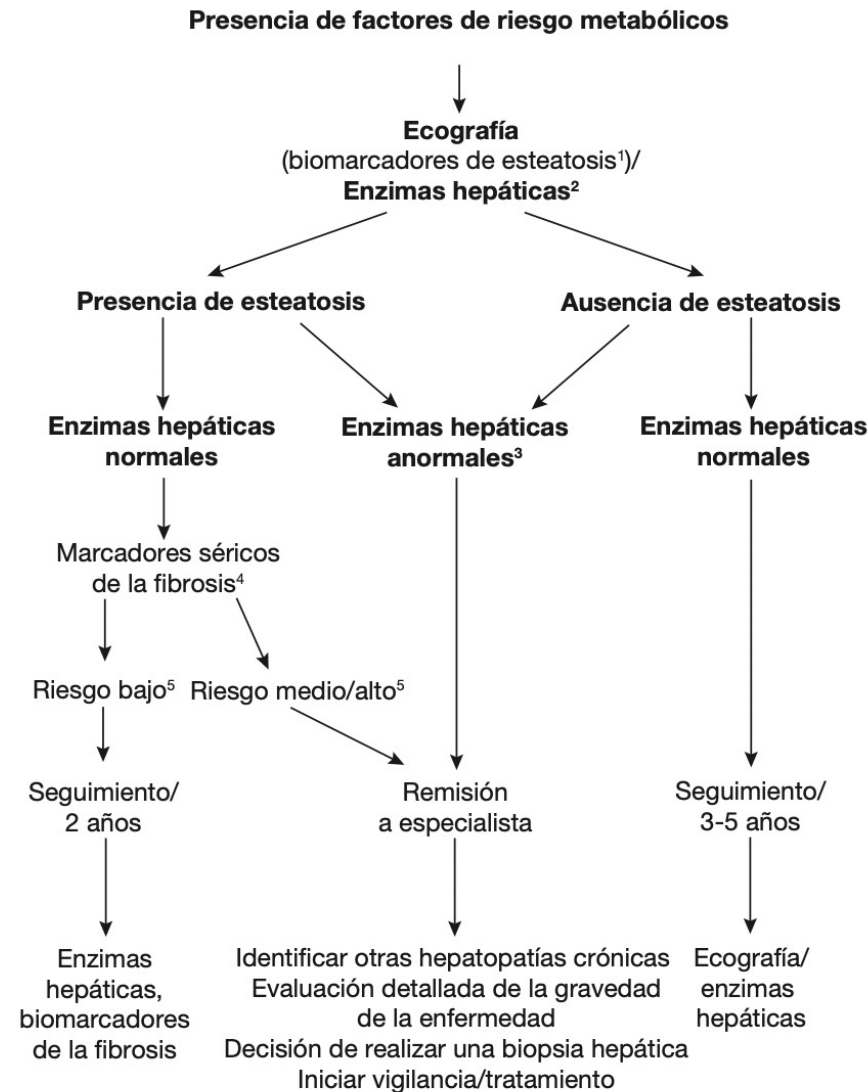 Presencia de factores de riesgo metabólicos
Ecografía
(biomarcadores de esteatosis¹)/
Enzimas hepáticas²
Presencia de esteatosis
Ausencia de esteatosis
Enzimas hepáticas
normales
Enzimas hepáticas
anormales³
Enzimas hepáticas
normales
Marcadores séricos
de la fibrosis⁴
Riesgo bajo⁵
Riesgo medio/alto⁵
Seguimiento/
2 años
Remisión
a especialista
Seguimiento/
3-5 años
Enzimas
hepáticas,
biomarcadores
de la fibrosis
Identificar otras hepatopatías crónicas
Evaluación detallada de la gravedad
de la enfermedad
Decisión de realizar una biopsia hepática
Iniciar vigilancia/tratamiento
Ecografía/
enzimas
hepáticas